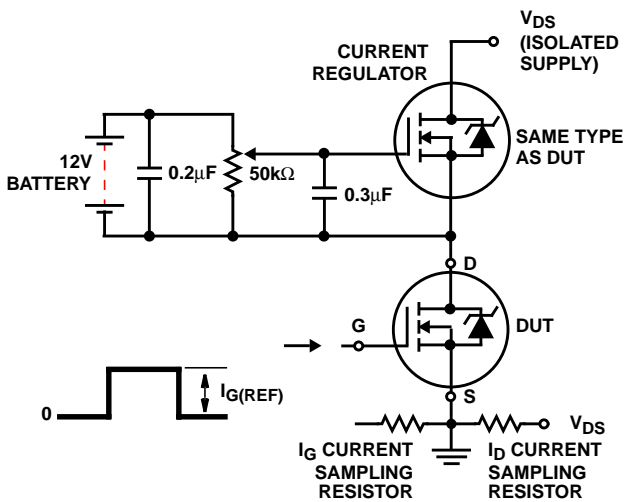 V_DS
(ISOLATED
SUPPLY)
CURRENT
REGULATOR
SAME TYPE
AS DUT
12V
BATTERY
0.2µF
50kΩ
0.3µF
D
G
DUT
S
I_G(REF)
0
V_DS
I_G CURRENT
SAMPLING
RESISTOR
I_D CURRENT
SAMPLING
RESISTOR